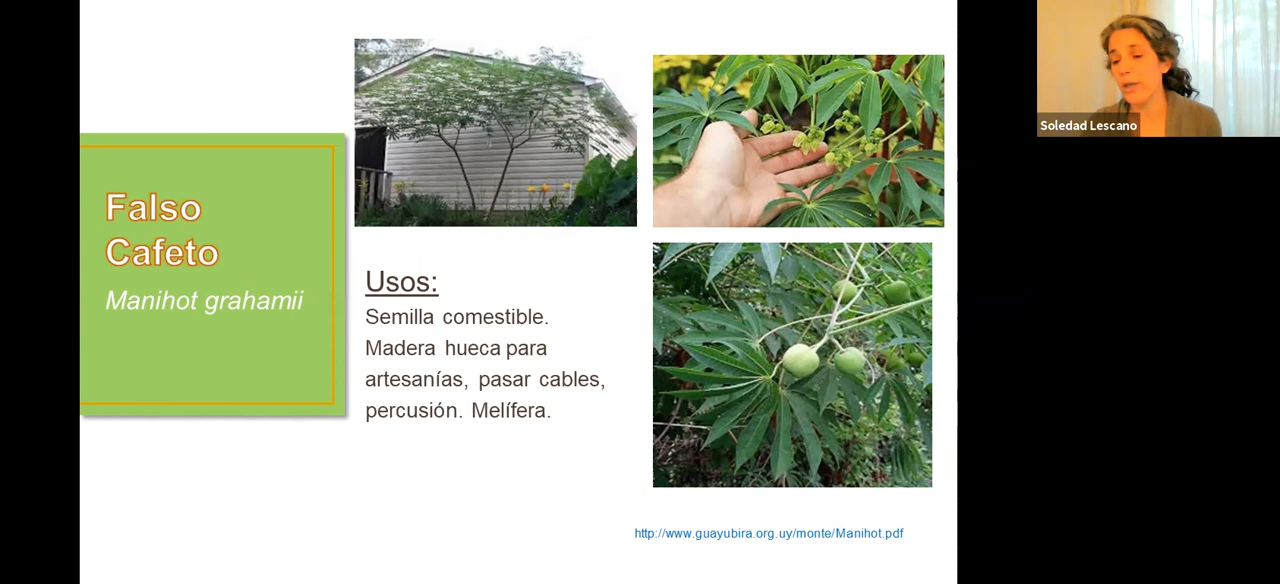 Falso
Cafeto
Manihot grahamii
Usos:
Semilla comestible.
Madera hueca para
artesanías, pasar cables,
percusión. Melífera.
http://www.guayubira.org.uy/monte/Manihot.pdf
Soledad Lescano